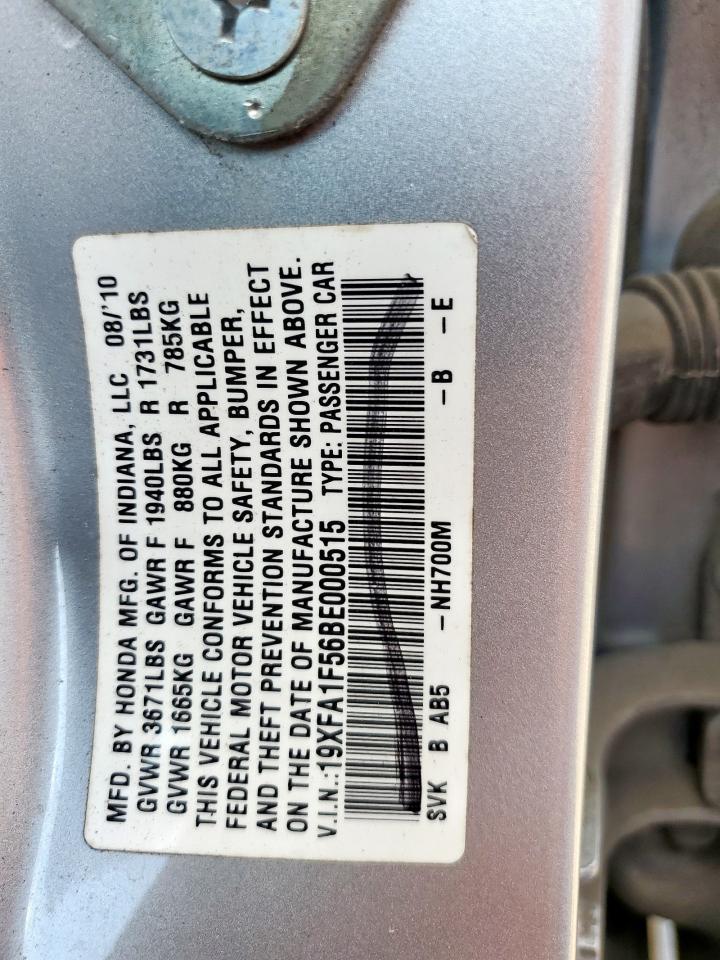 MFD. BY HONDA MFG. OF INDIANA, LLC 08/'10
GVWR 3671LBS GAWR F 1940LBS R 1731LBS
GVWR 1665KG GAWR F 880KG R 785KG
THIS VEHICLE CONFORMS TO ALL APPLICABLE
FEDERAL MOTOR VEHICLE SAFETY, BUMPER,
AND THEFT PREVENTION STANDARDS IN EFFECT
ON THE DATE OF MANUFACTURE SHOWN ABOVE.
V.I.N.:19XFA1F56BE000515 TYPE: PASSENGER CAR
SVK B AB5 -NH700M -B -E